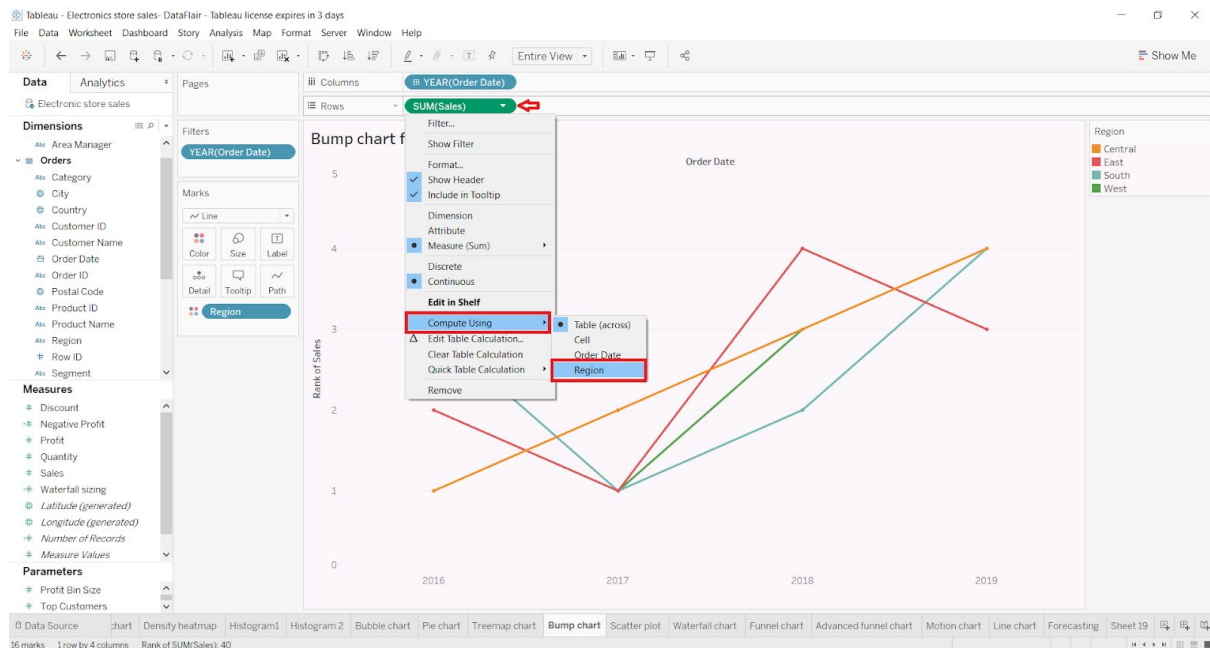 Tableau - Electronics store sales- DataFlair - Tableau license expires in 3 days
File Data Worksheet Dashboard Story Analysis Map Format Server Window Help
Entire View
Show Me
Data
Analytics
Electronic store sales
Dimensions
Abc Area Manager
Orders
Abc Category
City
Country
Abc Customer ID
Abc Customer Name
Order Date
Abc Order ID
Postal Code
Abc Product ID
Abc Product Name
Abc Region
# Row ID
Abc Segment
Measures
# Discount
=# Negative Profit
# Profit
# Quantity
# Sales
=# Waterfall sizing
Latitude (generated)
Longitude (generated)
=# Number of Records
# Measure Values
Parameters
# Profit Bin Size
# Top Customers
Pages
Filters
YEAR(Order Date)
Marks
Line
Color
Size
Label
Detail
Tooltip
Path
Region
Columns
YEAR(Order Date)
Rows
SUM(Sales)
Bump chart f
Filter...
Show Filter
Format...
Show Header
Include in Tooltip
Dimension
Attribute
Measure (Sum)
Discrete
Continuous
Edit in Shelf
Compute Using
Edit Table Calculation...
Clear Table Calculation
Quick Table Calculation
Remove
Table (across)
Cell
Order Date
Region
Order Date
Rank of Sales
5
4
3
2
1
0
2016
2017
2018
2019
Region
Central
East
South
West
Data Source
chart
Density heatmap
Histogram1
Histogram 2
Bubble chart
Pie chart
Treemap chart
Bump chart
Scatter plot
Waterfall chart
Funnel chart
Advanced funnel chart
Motion chart
Line chart
Forecasting
Sheet 19
16 marks 1 row by 4 columns Rank of SUM(Sales): 40